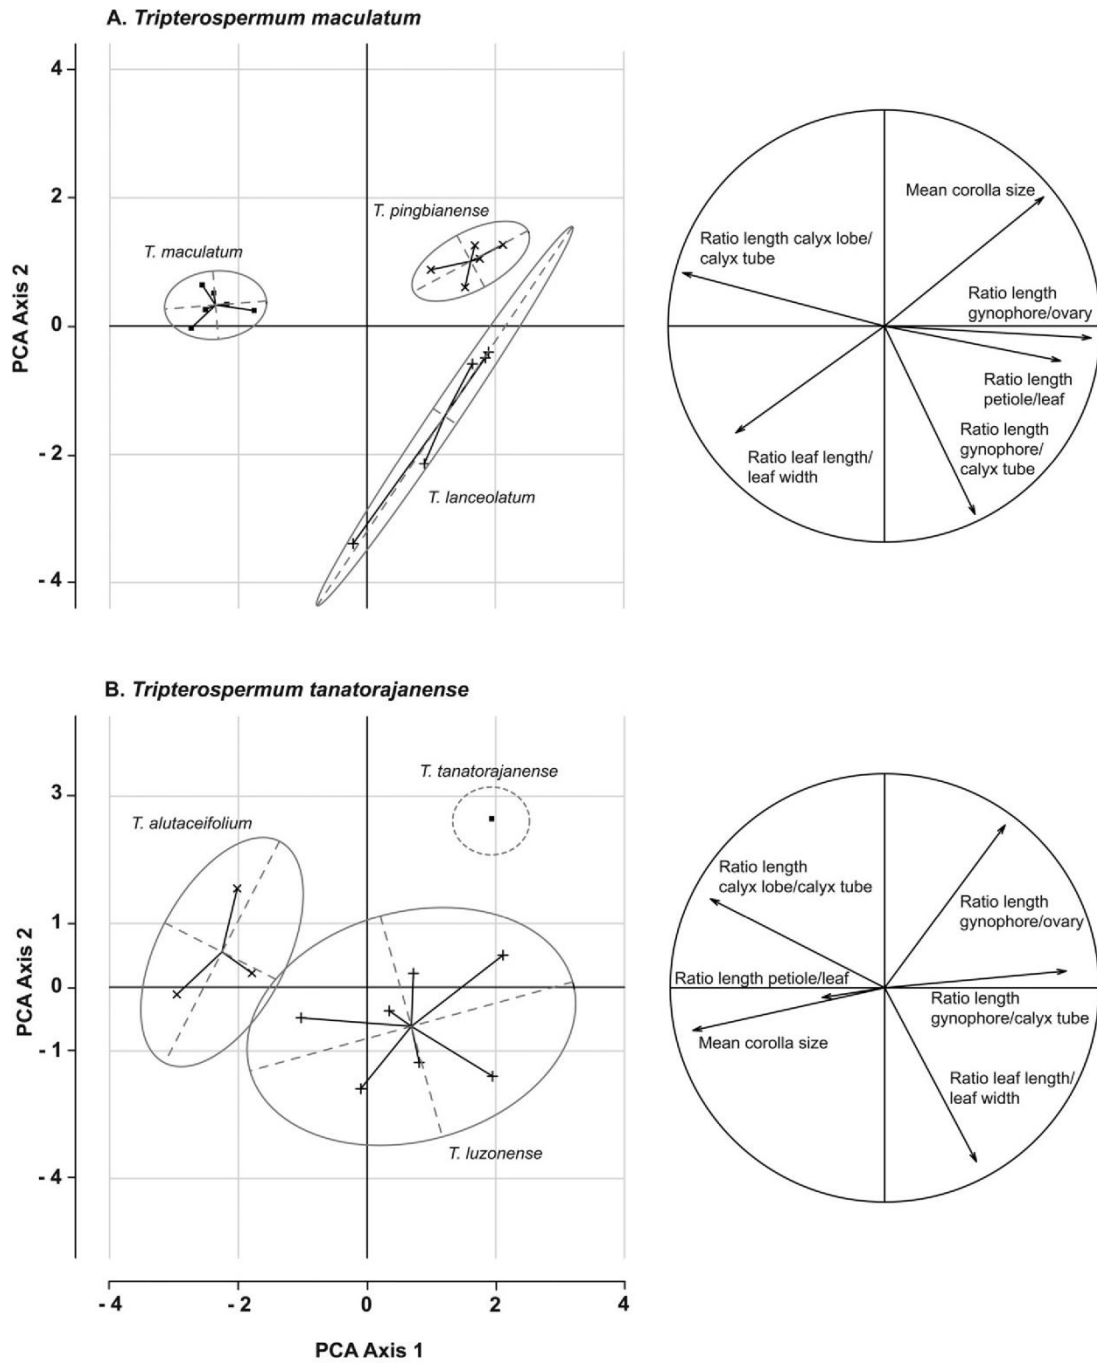 A. Tripterospermum maculatum
4
2
0
- 2
- 4
PCA Axis 2
T. maculatum
T. pingbianense
T. lanceolatum
Mean corolla size
Ratio length calyx lobe/
calyx tube
Ratio length
gynophore/ovary
Ratio length
petiole/leaf
Ratio length
gynophore/
calyx tube
Ratio leaf length/
leaf width
B. Tripterospermum tanatorajanense
3
1
0
- 1
- 4
PCA Axis 2
T. tanatorajanense
T. alutaceifolium
T. luzonense
- 4
- 2
0
2
4
PCA Axis 1
Ratio length
calyx lobe/calyx tube
Ratio length
gynophore/ovary
Ratio length petiole/leaf
Ratio length
gynophore/calyx tube
Mean corolla size
Ratio leaf length/
leaf width